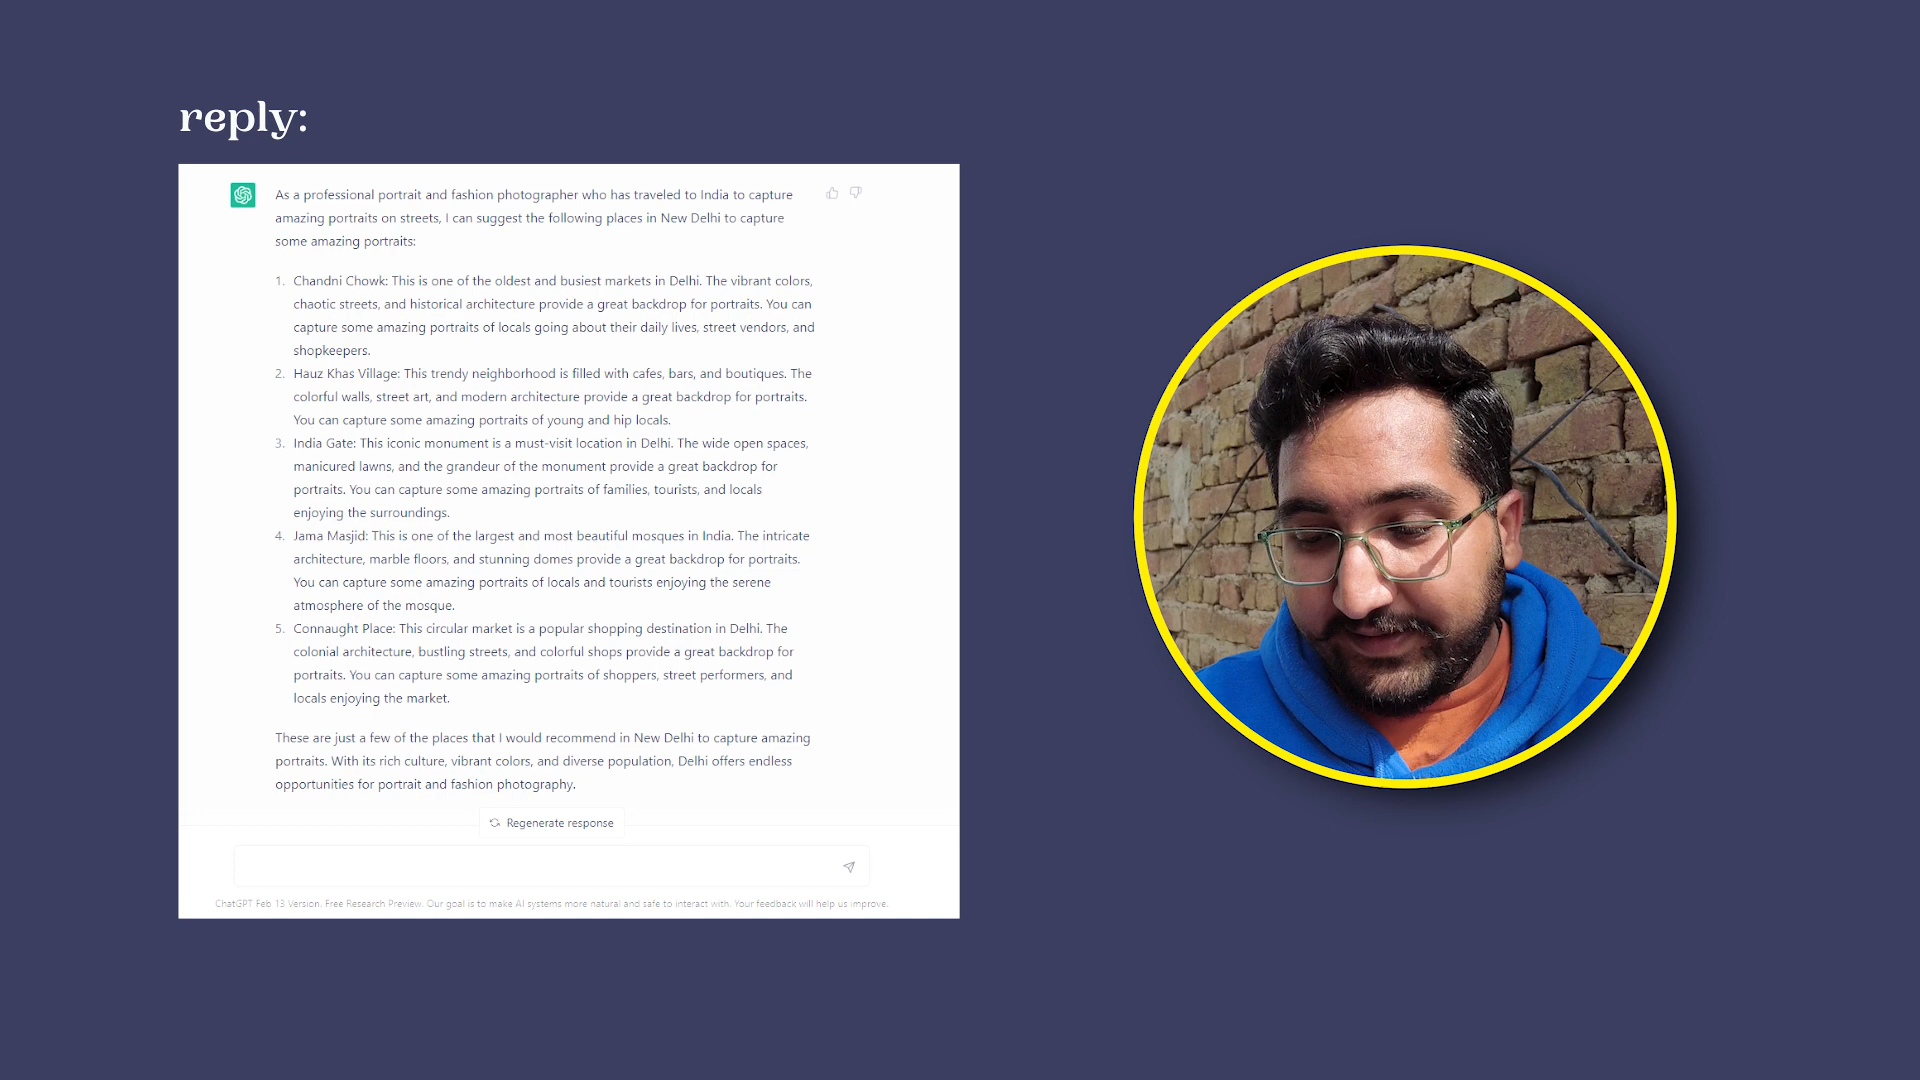 reply:
As a professional portrait and fashion photographer who has traveled to India to capture
amazing portraits on streets, I can suggest the following places in New Delhi to capture
some amazing portraits:
1. Chandni Chowk: This is one of the oldest and busiest markets in Delhi. The vibrant colors,
chaotic streets, and historical architecture provide a great backdrop for portraits. You can
capture some amazing portraits of locals going about their daily lives, street vendors, and
shopkeepers.
2. Hauz Khas Village: This trendy neighborhood is filled with cafes, bars, and boutiques. The
colorful walls, street art, and modern architecture provide a great backdrop for portraits.
You can capture some amazing portraits of young and hip locals.
3. India Gate: This iconic monument is a must-visit location in Delhi. The wide open spaces,
manicured lawns, and the grandeur of the monument provide a great backdrop for
portraits. You can capture some amazing portraits of families, tourists, and locals
enjoying the surroundings.
4. Jama Masjid: This is one of the largest and most beautiful mosques in India. The intricate
architecture, marble floors, and stunning domes provide a great backdrop for portraits.
You can capture some amazing portraits of locals and tourists enjoying the serene
atmosphere of the mosque.
5. Connaught Place: This circular market is a popular shopping destination in Delhi. The
colonial architecture, bustling streets, and colorful shops provide a great backdrop for
portraits. You can capture some amazing portraits of shoppers, street performers, and
locals enjoying the market.
These are just a few of the places that I would recommend in New Delhi to capture amazing
portraits. With its rich culture, vibrant colors, and diverse population, Delhi offers endless
opportunities for portrait and fashion photography.
Regenerate response
ChatGPT Feb 13 Version. Free Research Preview. Our goal is to make AI systems more natural and safe to interact with. Your feedback will help us improve.